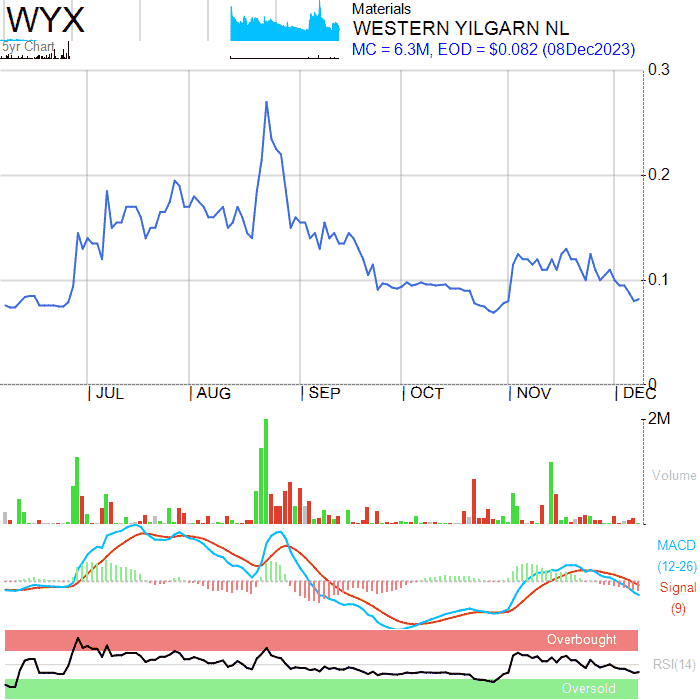 WYX
5yr Chart
Materials
WESTERN YILGARN NL
MC = 6.3M, EOD = $0.082 (08Dec2023)
0.3
0.2
0.1
0
JUL AUG SEP OCT NOV DEC
2M
Volume
MACD
(12-26)
Signal
(9)
Overbought
RSI(14)
Oversold